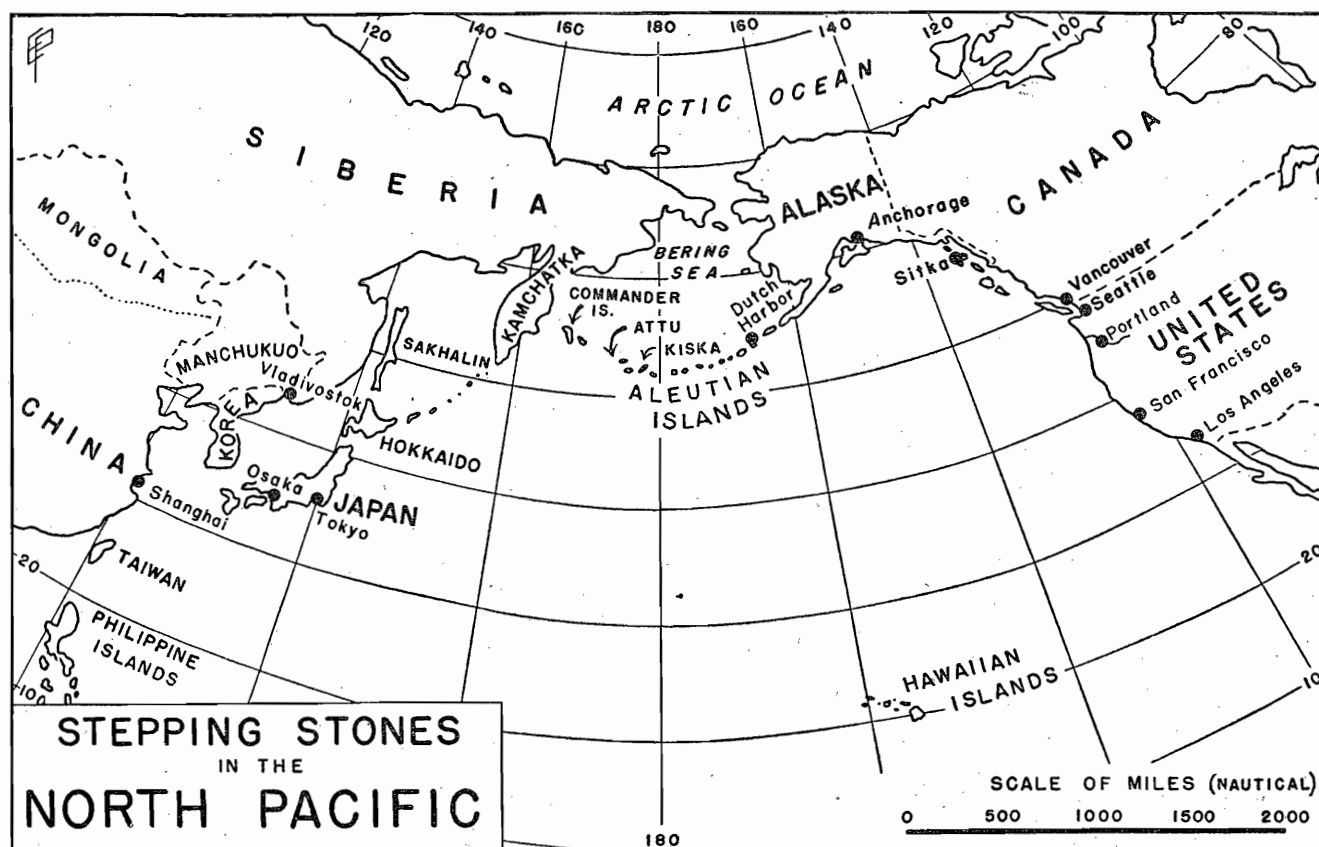 120
140
160
180
140
120
100
80
ARCTIC OCEAN
SIBERIA
CANADA
MONGOLIA
ALASKA
Anchorage
BERING
SEA
KAMCHATKA
Sitka
Vancouver
Seattle
Portland
UNITED
STATES
COMMANDER
IS.
ATTU
KISKA
Dutch
Harbor
ALEUTIAN
ISLANDS
SAKHALIN
MANCHUKUO
Vladivostok
KOREA
CHINA
HOKKAIDO
San Francisco
Los Angeles
Osaka
JAPAN
Tokyo
Shanghai
TAIWAN
20
20
PHILIPPINE
ISLANDS
100
HAWAIIAN
ISLANDS
10
STEPPING STONES
IN THE
NORTH PACIFIC
180
SCALE OF MILES (NAUTICAL)
0 500 1000 1500 2000